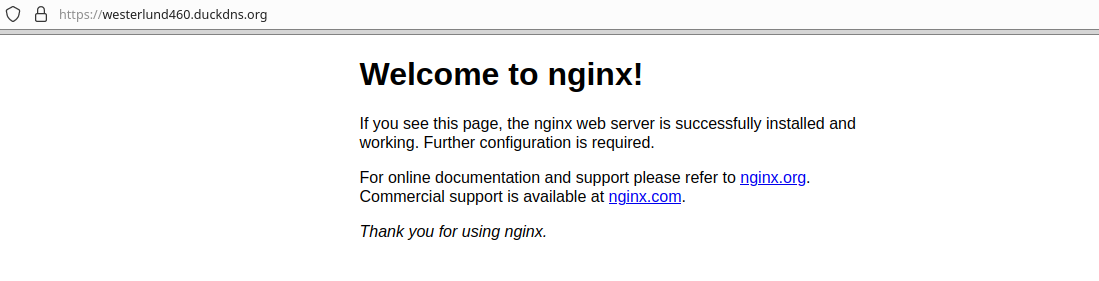 https://westerlund460.duckdns.org
Welcome to nginx!
If you see this page, the nginx web server is successfully installed and
working. Further configuration is required.
For online documentation and support please refer to nginx.org.
Commercial support is available at nginx.com.
Thank you for using nginx.